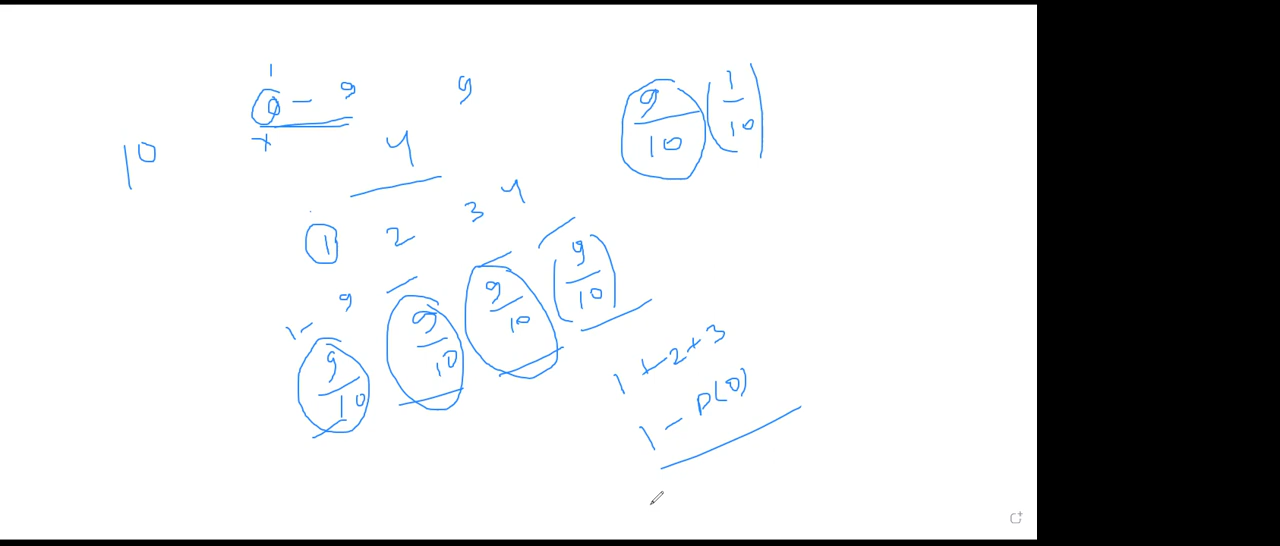 1
0 - 9 9
x
10
4
9/10 (1/10)
1 2 3 4
1 - 9
9/10 9/10 9/10 (9/10)
1 + 2 + 3
1 - P(0)